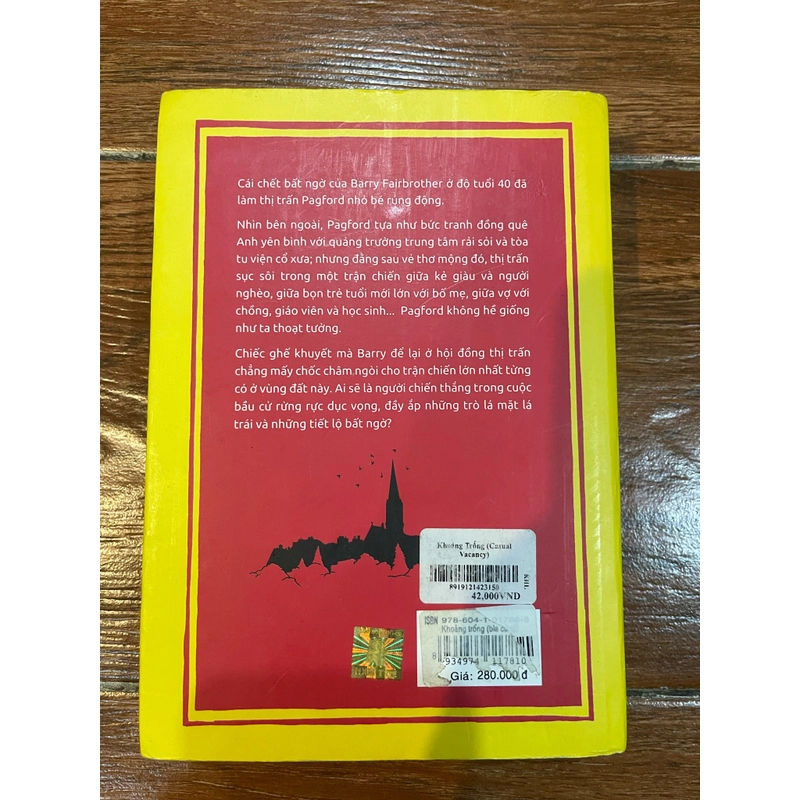 Cái chết bất ngờ của Barry Fairbrother ở độ tuổi 40 đã
làm thị trấn Pagford nhỏ bé rúng động.
Nhìn bên ngoài, Pagford tựa như bức tranh đồng quê
Anh yên bình với quảng trường trung tâm rải sỏi và tòa
tu viện cổ xưa; nhưng đằng sau vẻ thơ mộng đó, thị trấn
sục sôi trong một trận chiến giữa kẻ giàu và người
nghèo, giữa bọn trẻ tuổi mới lớn với bố mẹ, giữa vợ với
chồng, giáo viên và học sinh... Pagford không hề giống
như ta thoạt tưởng.
Chiếc ghế khuyết mà Barry để lại ở hội đồng thị trấn
chẳng mấy chốc châm ngòi cho trận chiến lớn nhất từng
có ở vùng đất này. Ai sẽ là người chiến thắng trong cuộc
bầu cử rừng rực dục vọng, đầy ắp những trò lá mặt lá
trái và những tiết lộ bất ngờ?
Khoảng Trống (Casual
Vacancy)
8919121423150
42,000VND
ISBN 978-604-1-
Khoảng trống (bìa
8 934974 117810
Giá: 280.000 đ